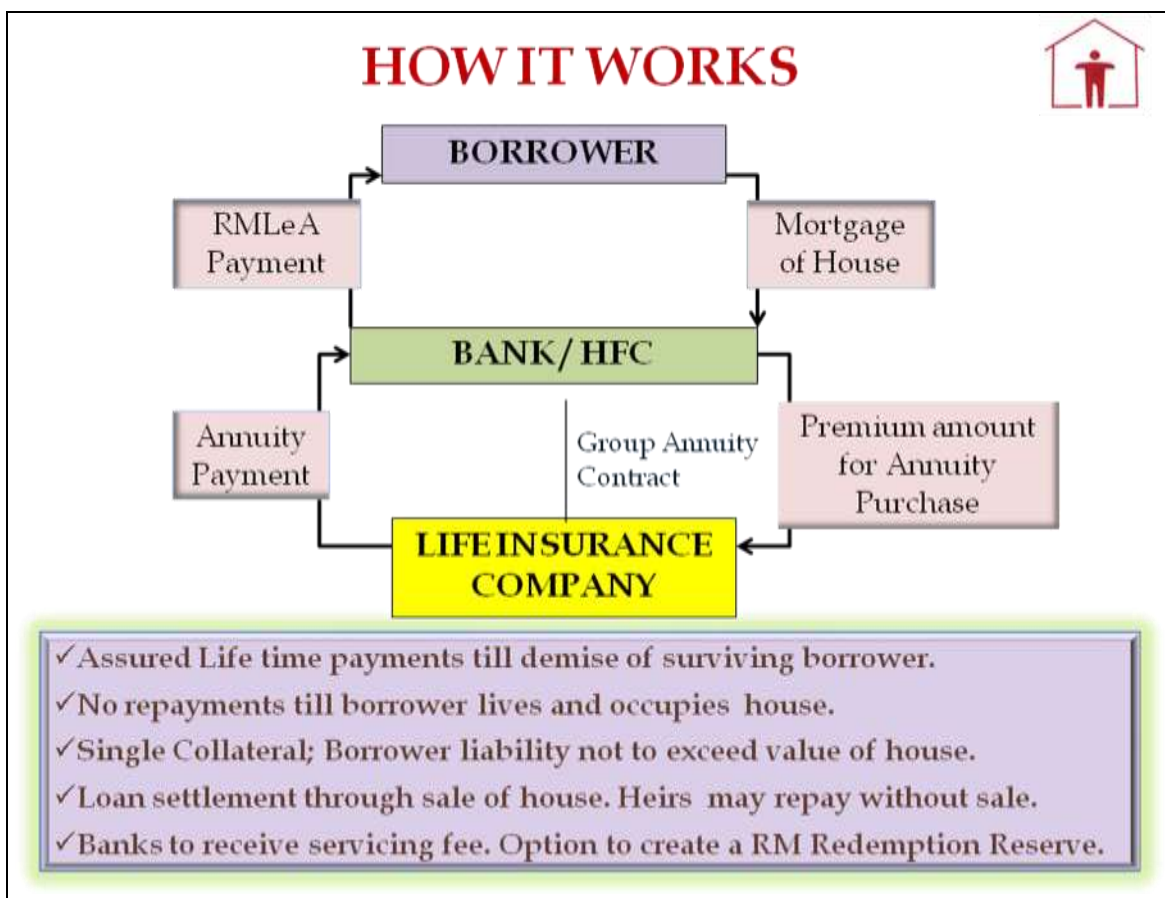 HOW IT WORKS
BORROWER
RMLeA
Payment
Mortgage
of House
BANK/ HFC
Annuity
Payment
Group Annuity
Contract
Premium amount
for Annuity
Purchase
LIFE INSURANCE
COMPANY
✓Assured Life time payments till demise of surviving borrower.
✓No repayments till borrower lives and occupies house.
✓Single Collateral; Borrower liability not to exceed value of house.
✓Loan settlement through sale of house. Heirs may repay without sale.
✓Banks to receive servicing fee. Option to create a RM Redemption Reserve.